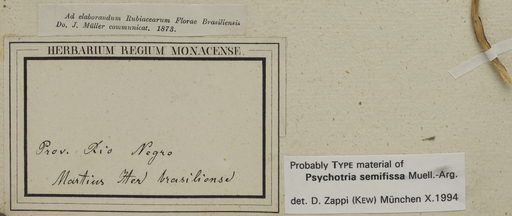 Ad elaborandum Rubiacearum Florae Brasiliensis
Do. J. Müller communicat. 1873.
HERBARIUM REGIUM MONACENSE.
Prov. Rio Negro
Martius Iter brasiliense
Probably TYPE material of
Psychotria semifissa Muell.-Arg.
det. D. Zappi (KEW) München X.1994